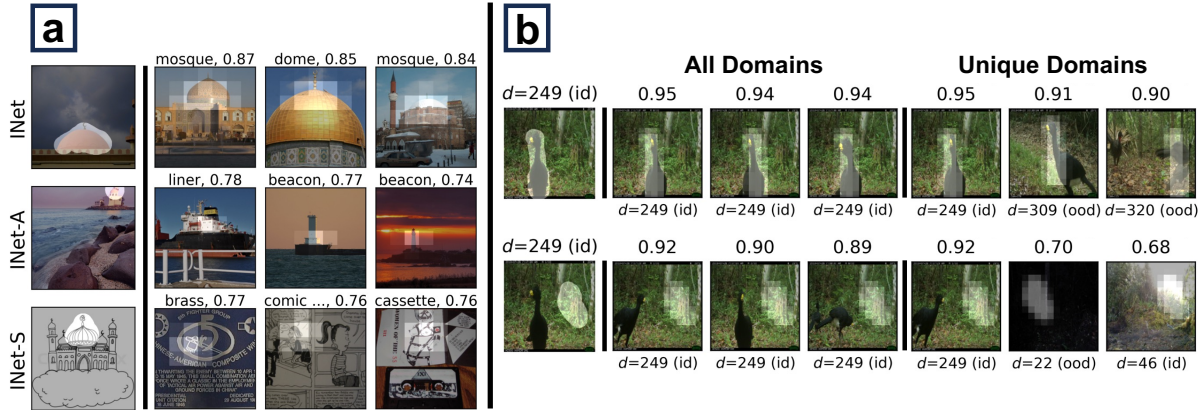 a
mosque, 0.87 dome, 0.85 mosque, 0.84
INet
liner, 0.78 beacon, 0.77 beacon, 0.74
INet-A
brass, 0.77 comic ..., 0.76 cassette, 0.76
INet-S
b
All Domains Unique Domains
d=249 (id) 0.95 0.94 0.94 0.95 0.91 0.90
d=249 (id) d=249 (id) d=249 (id) d=249 (id) d=309 (ood) d=320 (ood)
d=249 (id) 0.92 0.90 0.89 0.92 0.70 0.68
d=249 (id) d=249 (id) d=249 (id) d=249 (id) d=22 (ood) d=46 (id)